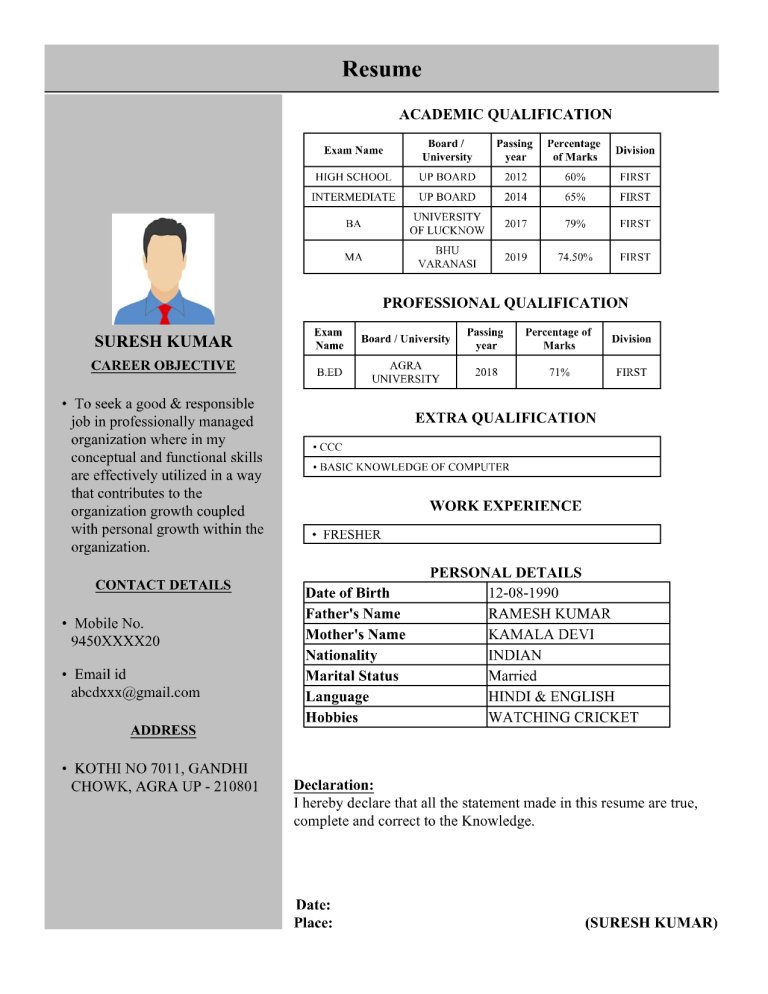 Resume
SURESH KUMAR
CAREER OBJECTIVE
• To seek a good & responsible
job in professionally managed
organization where in my
conceptual and functional skills
are effectively utilized in a way
that contributes to the
organization growth coupled
with personal growth within the
organization.
CONTACT DETAILS
• Mobile No.
9450XXXX20
• Email id
abcdxxx@gmail.com
ADDRESS
• KOTHI NO 7011, GANDHI
CHOWK, AGRA UP - 210801
ACADEMIC QUALIFICATION
Exam Name Board / University Passing year Percentage of Marks Division
HIGH SCHOOL UP BOARD 2012 60% FIRST
INTERMEDIATE UP BOARD 2014 65% FIRST
BA UNIVERSITY OF LUCKNOW 2017 79% FIRST
MA BHU VARANASI 2019 74.50% FIRST
PROFESSIONAL QUALIFICATION
Exam Name Board / University Passing year Percentage of Marks Division
B.ED AGRA UNIVERSITY 2018 71% FIRST
EXTRA QUALIFICATION
• CCC
• BASIC KNOWLEDGE OF COMPUTER
WORK EXPERIENCE
• FRESHER
PERSONAL DETAILS
Date of Birth 12-08-1990
Father's Name RAMESH KUMAR
Mother's Name KAMALA DEVI
Nationality INDIAN
Marital Status Married
Language HINDI & ENGLISH
Hobbies WATCHING CRICKET
Declaration:
I hereby declare that all the statement made in this resume are true,
complete and correct to the Knowledge.
Date:
Place: (SURESH KUMAR)